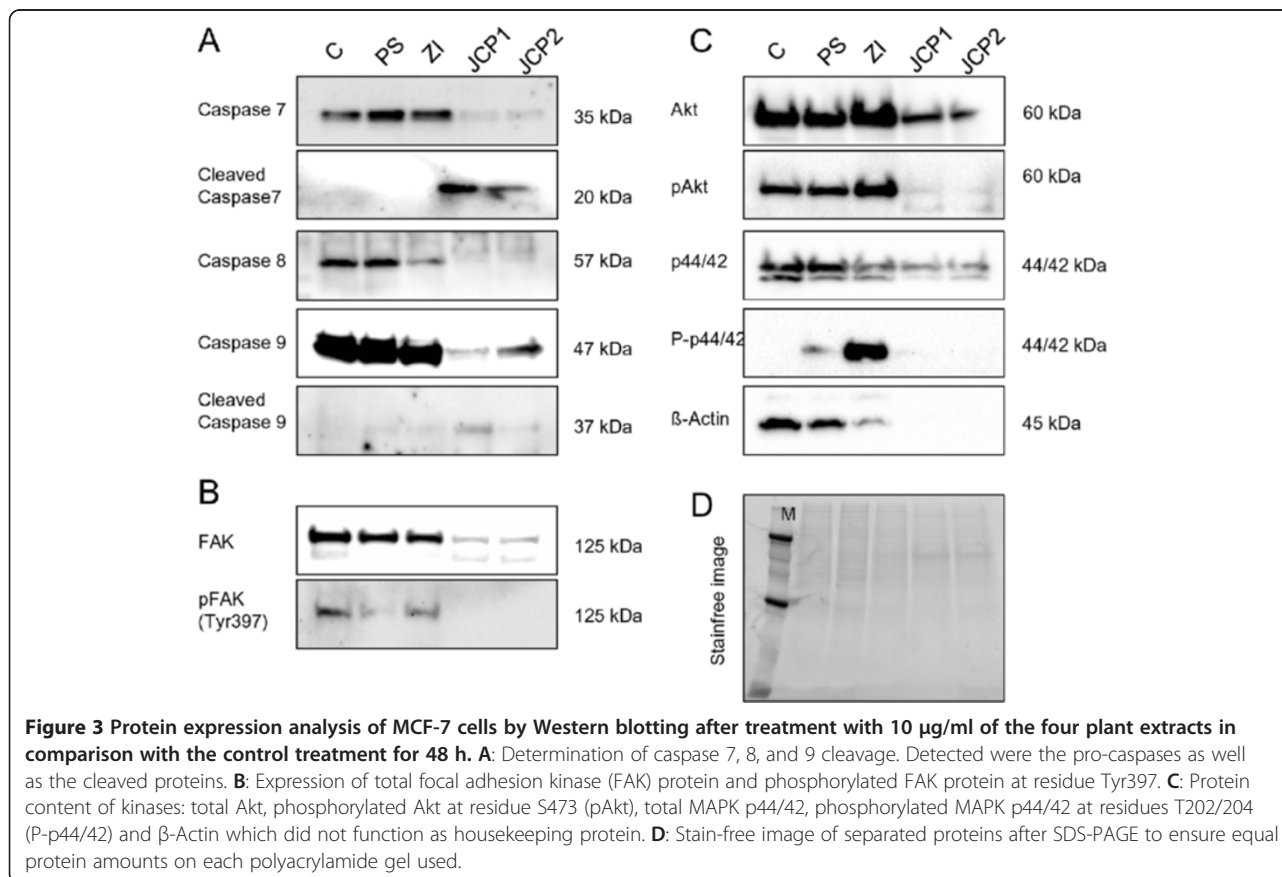 A
C PS ZI JCP1 JCP2
Caspase 7 35 kDa
Cleaved
Caspase7 20 kDa
Caspase 8 57 kDa
Caspase 9 47 kDa
Cleaved
Caspase 9 37 kDa
B
FAK 125 kDa
pFAK
(Tyr397) 125 kDa
C
C PS ZI JCP1 JCP2
Akt 60 kDa
pAkt 60 kDa
p44/42 44/42 kDa
P-p44/42 44/42 kDa
ß-Actin 45 kDa
D
M
Stainfree image
Figure 3 Protein expression analysis of MCF-7 cells by Western blotting after treatment with 10 μg/ml of the four plant extracts in
comparison with the control treatment for 48 h. A: Determination of caspase 7, 8, and 9 cleavage. Detected were the pro-caspases as well
as the cleaved proteins. B: Expression of total focal adhesion kinase (FAK) protein and phosphorylated FAK protein at residue Tyr397. C: Protein
content of kinases: total Akt, phosphorylated Akt at residue S473 (pAkt), total MAPK p44/42, phosphorylated MAPK p44/42 at residues T202/204
(P-p44/42) and β-Actin which did not function as housekeeping protein. D: Stain-free image of separated proteins after SDS-PAGE to ensure equal
protein amounts on each polyacrylamide gel used.